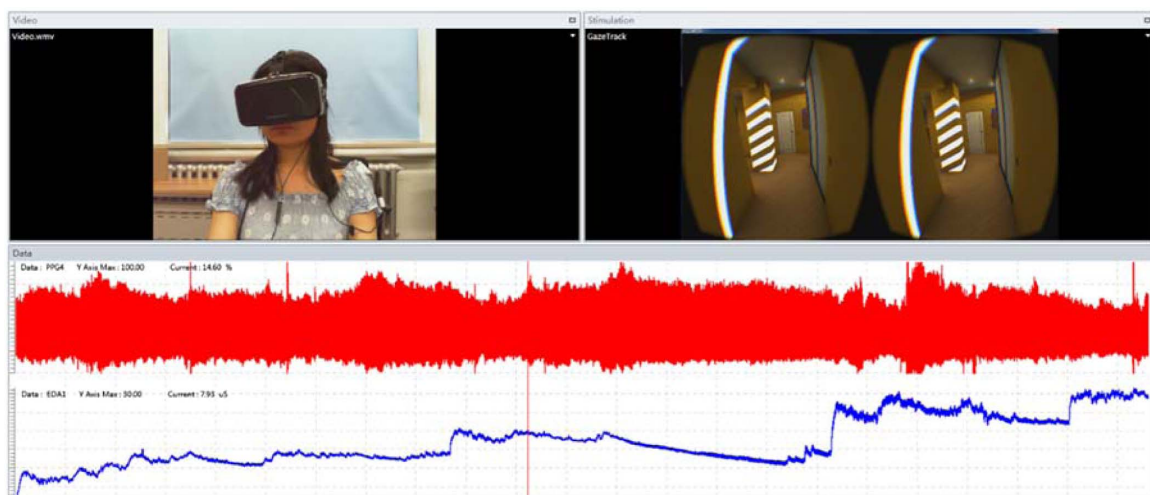 Video
Stimulation
Video.wmv
GazeTrack
Data
Data : PPG4 Y Axis Max : 100.00 Current : 14.60 %
Data : EDA1 Y Axis Max : 30.00 Current : 7.93 uS